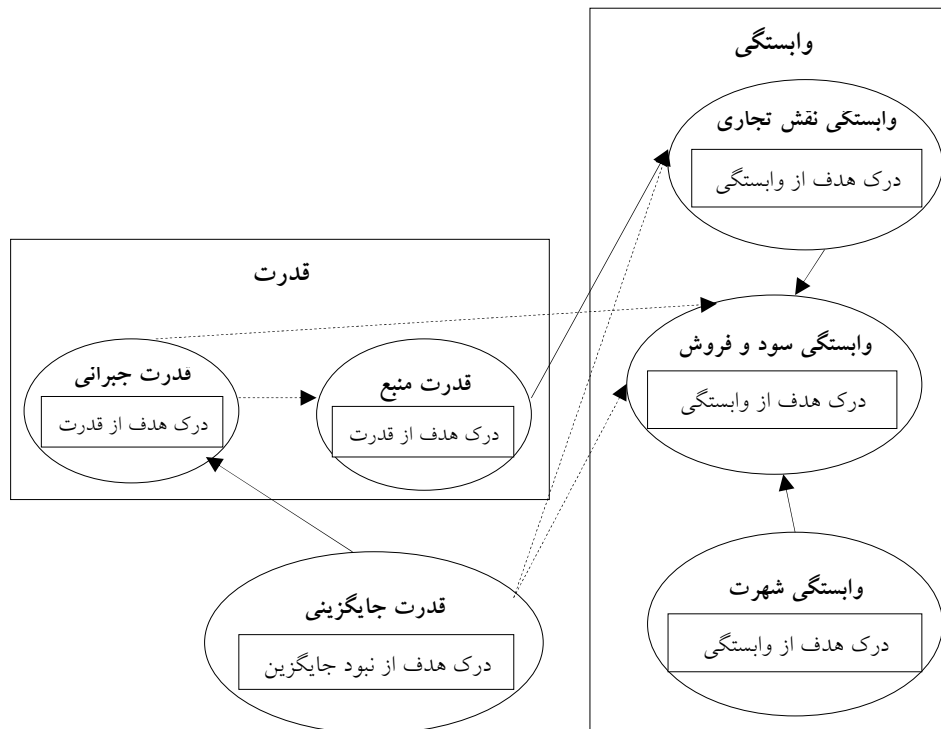 وابستگی
وابستگی نقش تجاری
درک هدف از وابستگی
قدرت
وابستگی سود و فروش
درک هدف از وابستگی
قدرت جبرانی
درک هدف از قدرت
قدرت منبع
درک هدف از قدرت
وابستگی شهرت
درک هدف از وابستگی
قدرت جایگزینی
درک هدف از نبود جایگزین